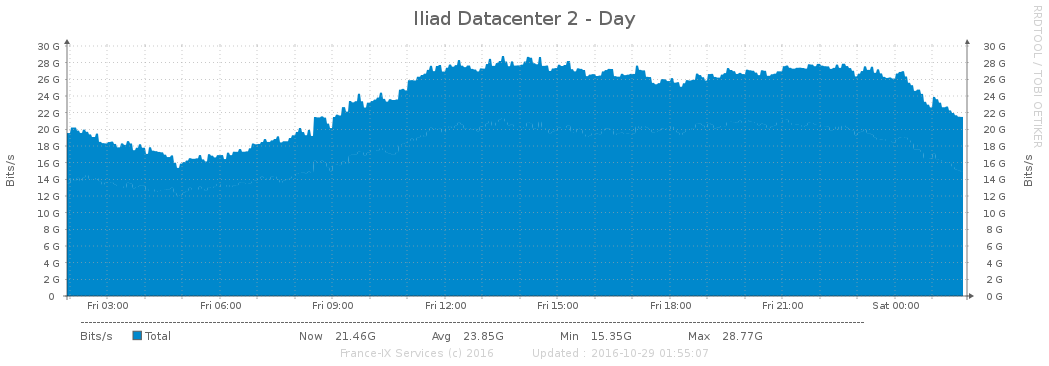 Iliad Datacenter 2 - Day
RRDTOOL / TOBI OETIKER
Bits/s
30 G
28 G
26 G
24 G
22 G
20 G
18 G
16 G
14 G
12 G
10 G
8 G
6 G
4 G
2 G
0
30 G
28 G
26 G
24 G
22 G
20 G
18 G
16 G
14 G
12 G
10 G
8 G
6 G
4 G
2 G
0 G
Bits/s
Fri 03:00 Fri 06:00 Fri 09:00 Fri 12:00 Fri 15:00 Fri 18:00 Fri 21:00 Sat 00:00
Bits/s Total Now 21.46G Avg 23.85G Min 15.35G Max 28.77G
France-IX Services (c) 2016 Updated : 2016-10-29 01:55:07